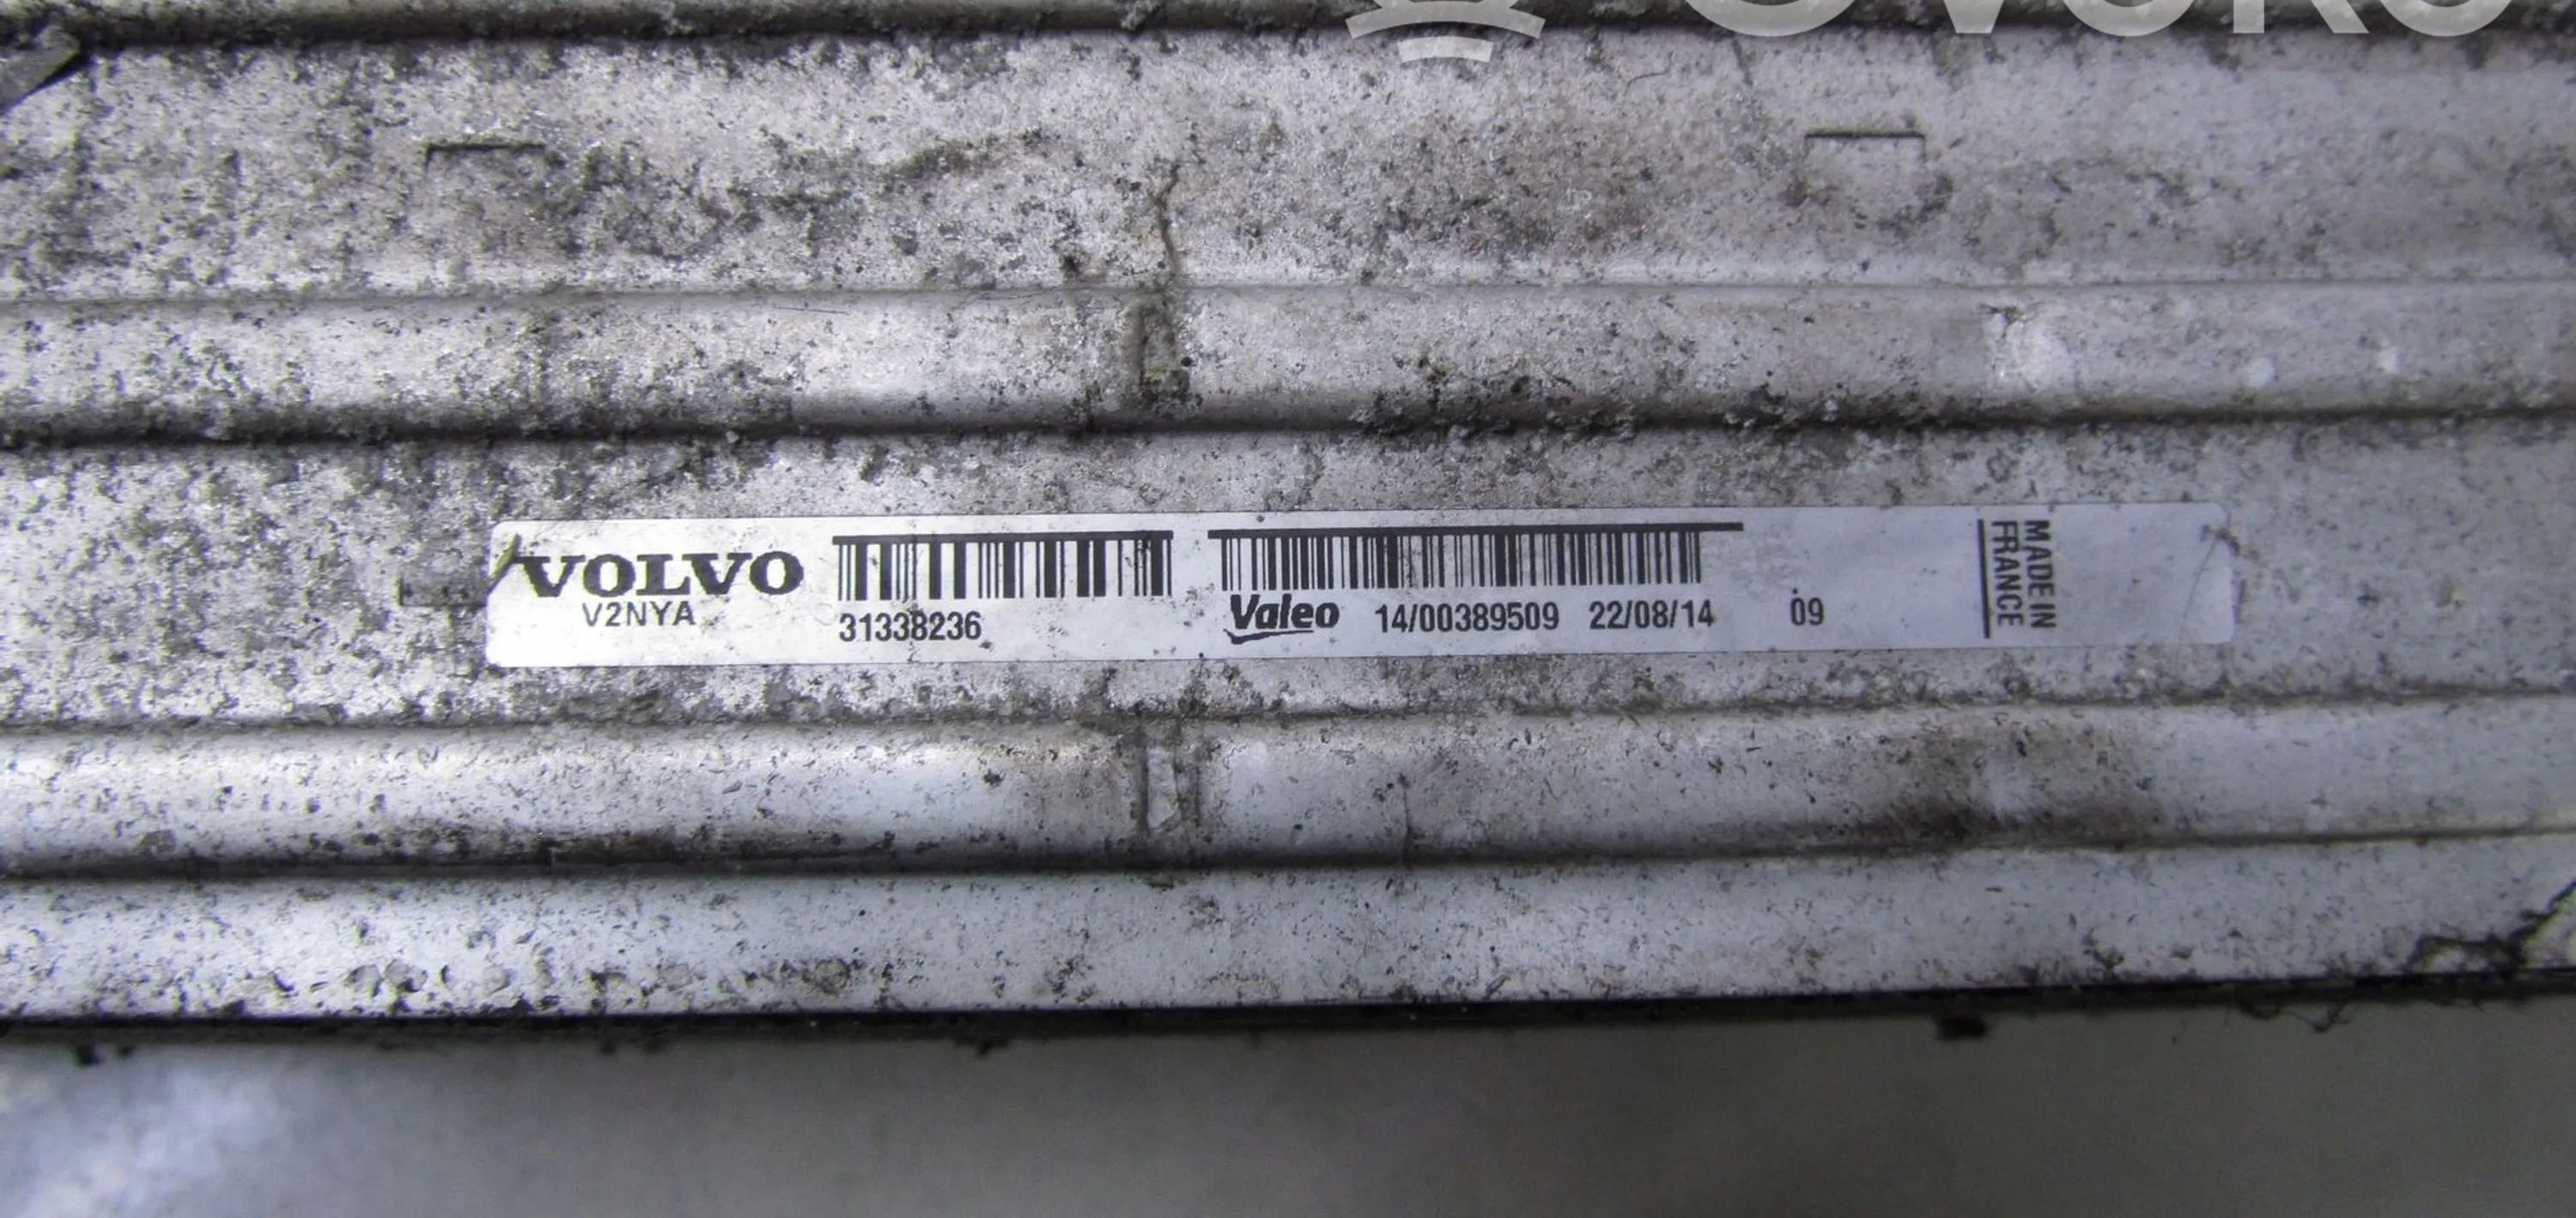 VOLVO
V2NYA
31338236
Valeo 14/00389509 22/08/14 09
MADE IN
FRANCE